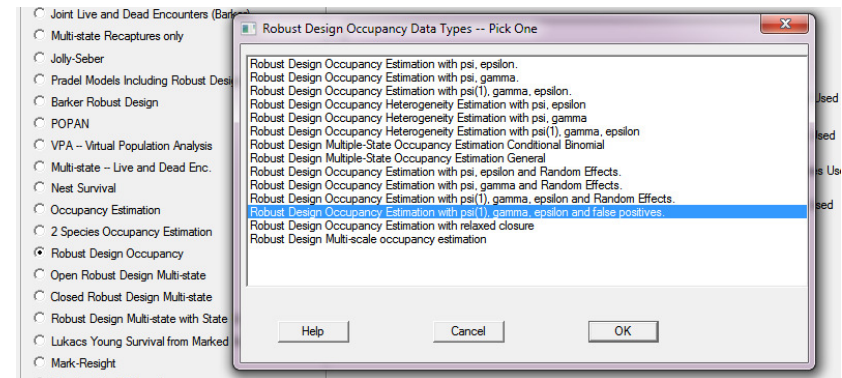 Joint Live and Dead Encounters (Barker)
Multi-state Recaptures only
Jolly-Seber
Pradel Models Including Robust Desi
Barker Robust Design
POPAN
VPA -- Virtual Population Analysis
Multi-state -- Live and Dead Enc.
Nest Survival
Occupancy Estimation
2 Species Occupancy Estimation
Robust Design Occupancy
Open Robust Design Multi-state
Closed Robust Design Multi-state
Robust Design Multi-state with State
Lukacs Young Survival from Marked
Mark-Resight
Robust Design Occupancy Data Types -- Pick One
Robust Design Occupancy Estimation with psi, epsilon.
Robust Design Occupancy Estimation with psi, gamma.
Robust Design Occupancy Estimation with psi(1), gamma, epsilon.
Robust Design Occupancy Heterogeneity Estimation with psi, epsilon
Robust Design Occupancy Heterogeneity Estimation with psi, gamma
Robust Design Occupancy Heterogeneity Estimation with psi(1), gamma, epsilon
Robust Design Multiple-State Occupancy Estimation Conditional Binomial
Robust Design Multiple-State Occupancy Estimation General
Robust Design Occupancy Estimation with psi, epsilon and Random Effects.
Robust Design Occupancy Estimation with psi, gamma and Random Effects.
Robust Design Occupancy Estimation with psi(1), gamma, epsilon and Random Effects.
Robust Design Occupancy Estimation with psi(1), gamma, epsilon and false positives.
Robust Design Occupancy Estimation with relaxed closure
Robust Design Multi-scale occupancy estimation
Help
Cancel
OK
Used
sed
s Us
sed